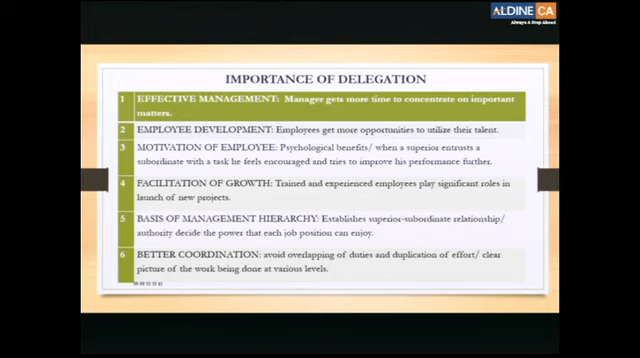 ALDINE CA
Always A Step Ahead
IMPORTANCE OF DELEGATION
1 EFFECTIVE MANAGEMENT: Manager gets more time to concentrate on important
matters.
2 EMPLOYEE DEVELOPMENT: Employees get more opportunities to utilize their talent.
3 MOTIVATION OF EMPLOYEE: Psychological benefits/ when a superior entrusts a
subordinate with a task he feels encouraged and tries to improve his performance further.
4 FACILITATION OF GROWTH: Trained and experienced employees play significant roles in
launch of new projects.
5 BASIS OF MANAGEMENT HIERARCHY: Establishes superior-subordinate relationship/
authority decide the power that each job position can enjoy.
6 BETTER COORDINATION: avoid overlapping of duties and duplication of effort/ clear
picture of the work being done at various levels.